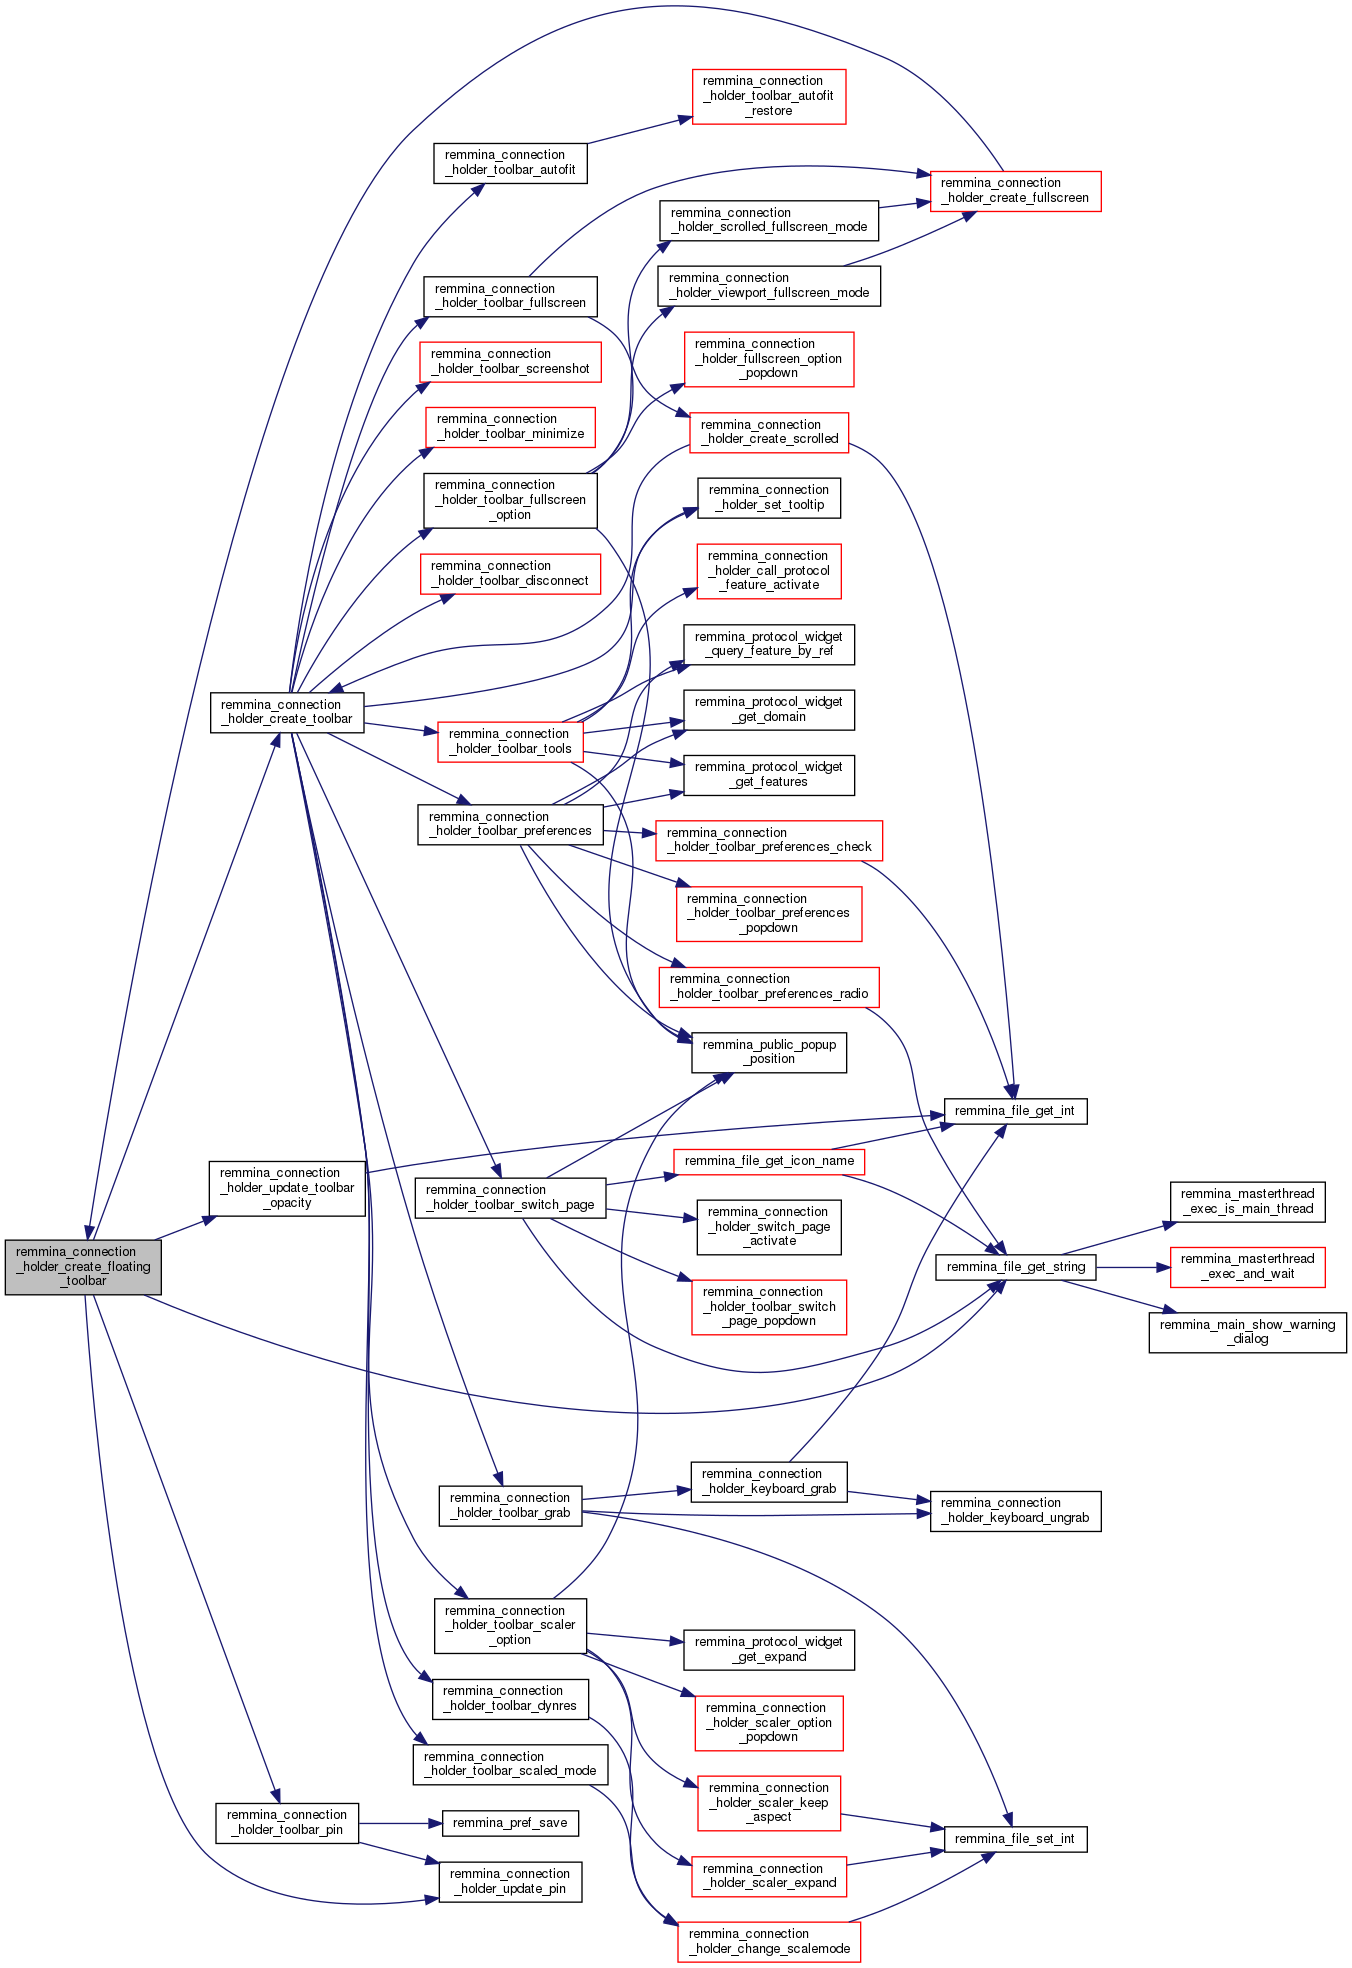 remmina_connection
_holder_toolbar_autofit
_restore
remmina_connection
_holder_toolbar_autofit
remmina_connection
_holder_create_fullscreen
remmina_connection
_holder_scrolled_fullscreen_mode
remmina_connection
_holder_viewport_fullscreen_mode
remmina_connection
_holder_toolbar_fullscreen
remmina_connection
_holder_fullscreen_option
_popdown
remmina_connection
_holder_toolbar_screenshot
remmina_connection
_holder_toolbar_minimize
remmina_connection
_holder_create_scrolled
remmina_connection
_holder_toolbar_fullscreen
_option
remmina_connection
_holder_set_tooltip
remmina_connection
_holder_toolbar_disconnect
remmina_connection
_holder_call_protocol
_feature_activate
remmina_protocol_widget
_query_feature_by_ref
remmina_connection
_holder_create_toolbar
remmina_protocol_widget
_get_domain
remmina_connection
_holder_toolbar_tools
remmina_protocol_widget
_get_features
remmina_connection
_holder_toolbar_preferences
remmina_connection
_holder_toolbar_preferences_check
remmina_connection
_holder_toolbar_preferences
_popdown
remmina_connection
_holder_toolbar_preferences_radio
remmina_public_popup
_position
remmina_file_get_int
remmina_file_get_icon_name
remmina_connection
_holder_update_toolbar
_opacity
remmina_connection
_holder_toolbar_switch_page
remmina_connection
_holder_switch_page
_activate
remmina_masterthread
_exec_is_main_thread
remmina_connection
_holder_create_floating
_toolbar
remmina_file_get_string
remmina_masterthread
_exec_and_wait
remmina_connection
_holder_toolbar_switch
_page_popdown
remmina_main_show_warning
_dialog
remmina_connection
_holder_keyboard_grab
remmina_connection
_holder_toolbar_grab
remmina_connection
_holder_keyboard_ungrab
remmina_connection
_holder_toolbar_scaler
_option
remmina_protocol_widget
_get_expand
remmina_connection
_holder_toolbar_dynres
remmina_connection
_holder_scaler_option
_popdown
remmina_connection
_holder_toolbar_scaled_mode
remmina_connection
_holder_scaler_keep
_aspect
remmina_connection
_holder_toolbar_pin
remmina_pref_save
remmina_file_set_int
remmina_connection
_holder_update_pin
remmina_connection
_holder_scaler_expand
remmina_connection
_holder_change_scalemode